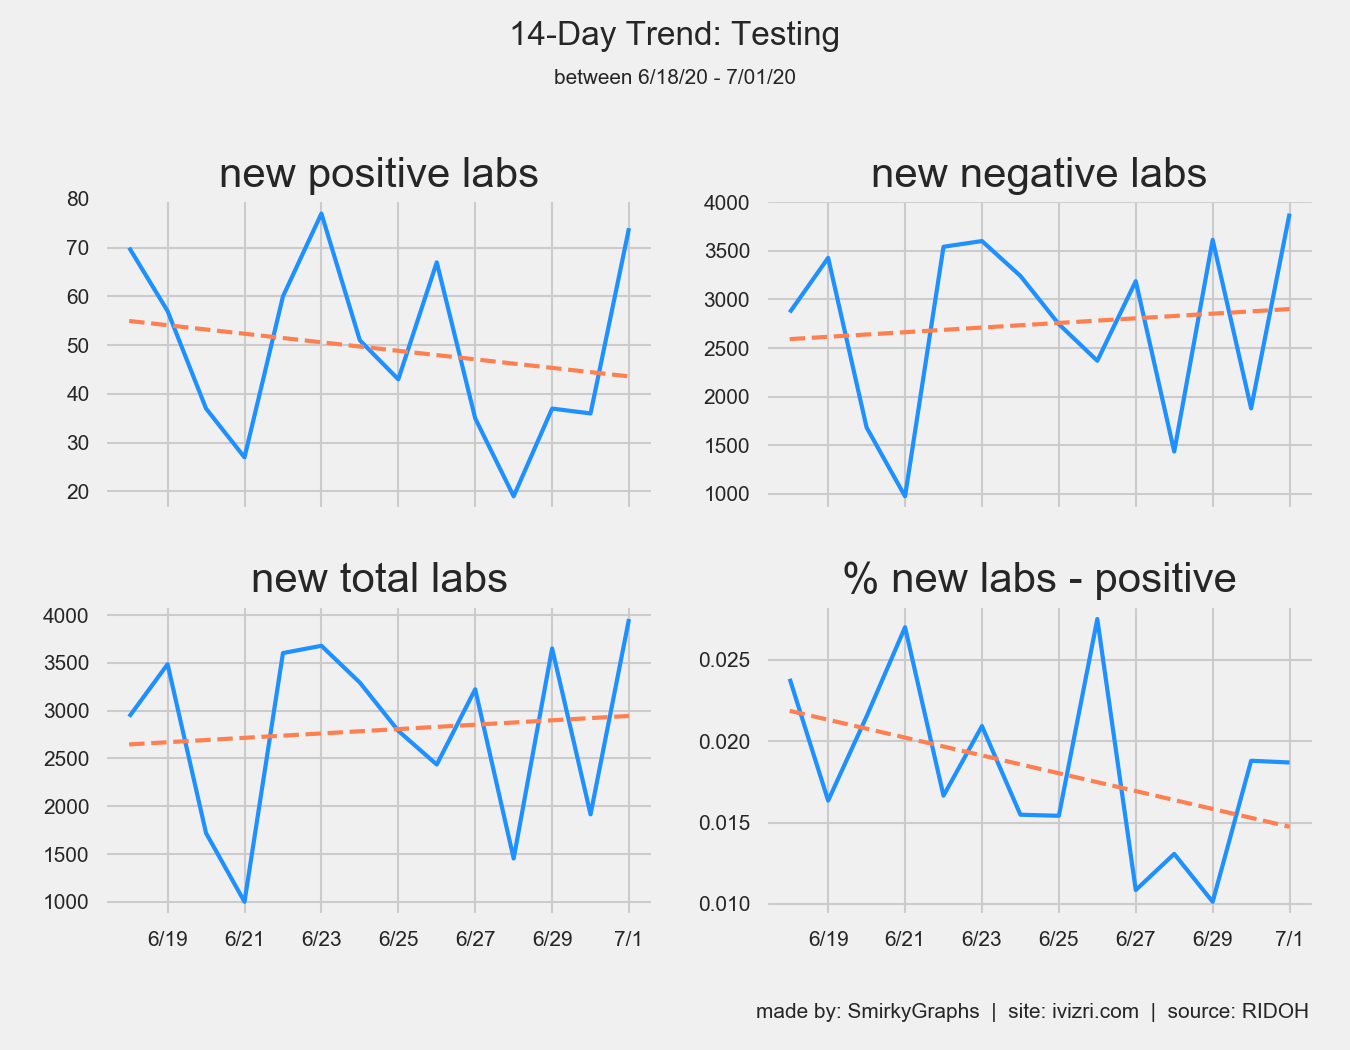 14-Day Trend: Testing
between 6/18/20 - 7/01/20
new positive labs
80
70
60
50
40
30
20
new negative labs
4000
3500
3000
2500
2000
1500
1000
new total labs
4000
3500
3000
2500
2000
1500
1000
6/19 6/21 6/23 6/25 6/27 6/29 7/1
% new labs - positive
0.025
0.020
0.015
0.010
6/19 6/21 6/23 6/25 6/27 6/29 7/1
made by: SmirkyGraphs | site: ivizri.com | source: RIDOH